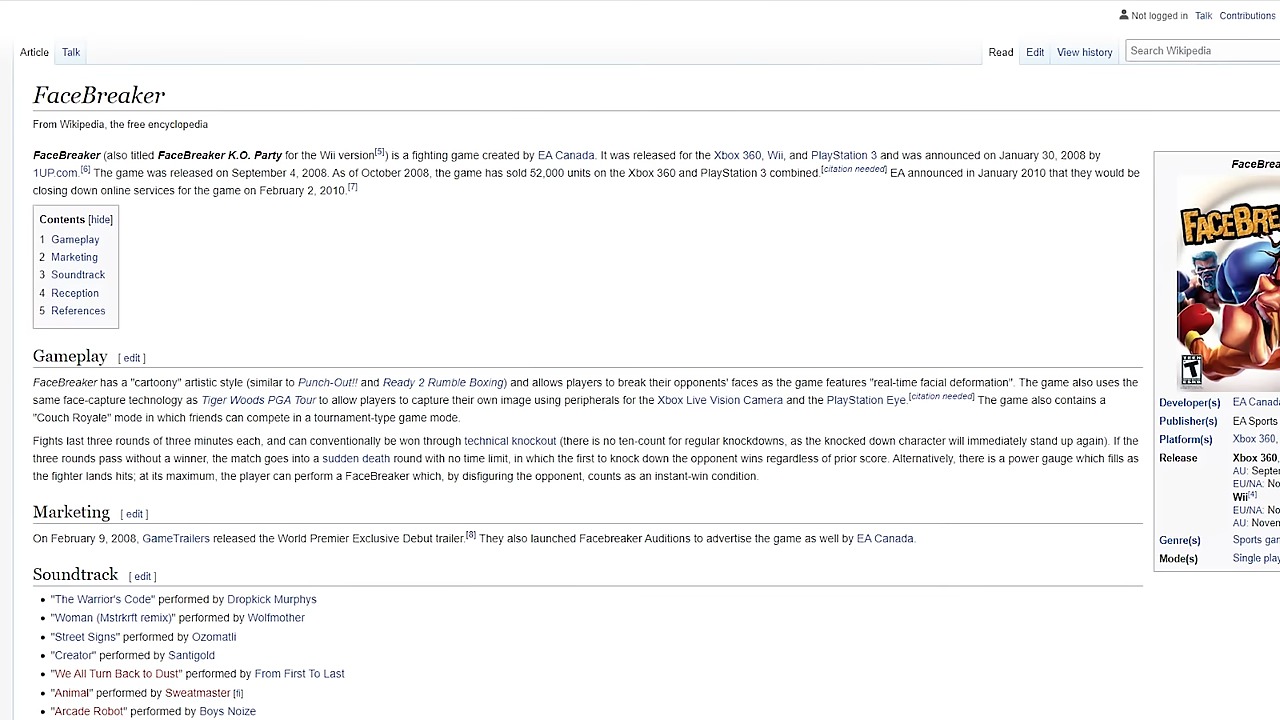 Not logged in Talk Contributions
Article Talk Read Edit View history Search Wikipedia
FaceBreaker
From Wikipedia, the free encyclopedia
FaceBreaker (also titled FaceBreaker K.O. Party for the Wii version[5]) is a fighting game created by EA Canada. It was released for the Xbox 360, Wii, and PlayStation 3 and was announced on January 30, 2008 by
1UP.com.[6] The game was released on September 4, 2008. As of October 2008, the game has sold 52,000 units on the Xbox 360 and PlayStation 3 combined.[citation needed] EA announced in January 2010 that they would be
closing down online services for the game on February 2, 2010.[7]
Contents [hide]
1 Gameplay
2 Marketing
3 Soundtrack
4 Reception
5 References
Gameplay [ edit ]
FaceBreaker has a "cartoony" artistic style (similar to Punch-Out!! and Ready 2 Rumble Boxing) and allows players to break their opponents' faces as the game features "real-time facial deformation". The game also uses the
same face-capture technology as Tiger Woods PGA Tour to allow players to capture their own image using peripherals for the Xbox Live Vision Camera and the PlayStation Eye.[citation needed] The game also contains a
"Couch Royale" mode in which friends can compete in a tournament-type game mode.
Fights last three rounds of three minutes each, and can conventionally be won through technical knockout (there is no ten-count for regular knockdowns, as the knocked down character will immediately stand up again). If the
three rounds pass without a winner, the match goes into a sudden death round with no time limit, in which the first to knock down the opponent wins regardless of prior score. Alternatively, there is a power gauge which fills as
the fighter lands hits; at its maximum, the player can perform a FaceBreaker which, by disfiguring the opponent, counts as an instant-win condition.
Marketing [ edit ]
On February 9, 2008, GameTrailers released the World Premier Exclusive Debut trailer.[8] They also launched Facebreaker Auditions to advertise the game as well by EA Canada.
Soundtrack [ edit ]
• "The Warrior's Code" performed by Dropkick Murphys
• "Woman (Mstrkrft remix)" performed by Wolfmother
• "Street Signs" performed by Ozomatli
• "Creator" performed by Santigold
• "We All Turn Back to Dust" performed by From First To Last
• "Animal" performed by Sweatmaster [fi]
• "Arcade Robot" performed by Boys Noize
FaceBrea
FACEBRE
T
Developer(s) EA Canada
Publisher(s) EA Sports
Platform(s) Xbox 360,
Release Xbox 360,
AU: Septe
EU/NA: No
Wii[4]
EU/NA: No
AU: Novem
Genre(s) Sports gan
Mode(s) Single play